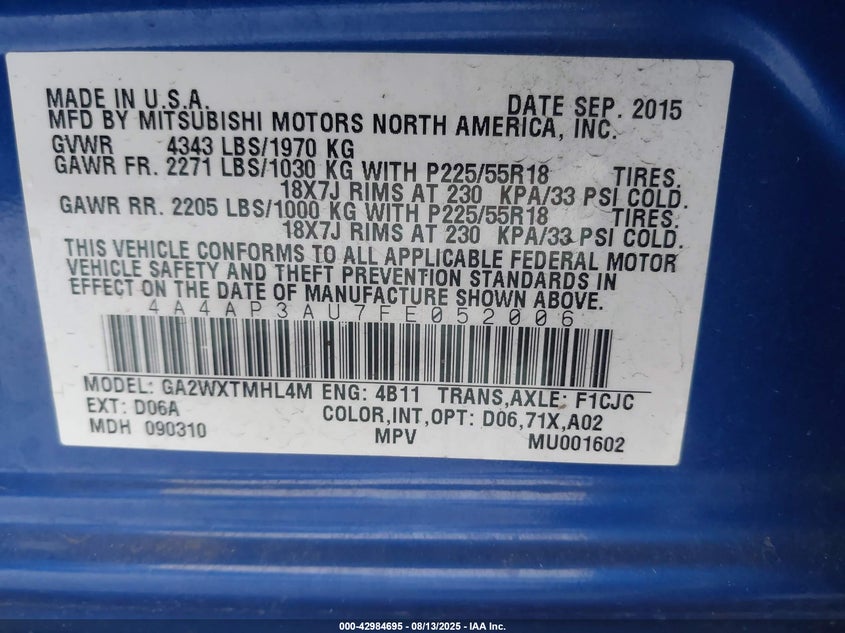 MADE IN U.S.A. DATE SEP. 2015
MFD BY MITSUBISHI MOTORS NORTH AMERICA, INC.
GVWR 4343 LBS/1970 KG
GAWR FR. 2271 LBS/1030 KG WITH P225/55R18 TIRES.
18X7J RIMS AT 230 KPA/33 PSI COLD.
GAWR RR. 2205 LBS/1000 KG WITH P225/55R18 TIRES.
18X7J RIMS AT 230 KPA/33 PSI COLD.
THIS VEHICLE CONFORMS TO ALL APPLICABLE FEDERAL MOTOR
VEHICLE SAFETY AND THEFT PREVENTION STANDARDS IN
EFFECT ON THE DATE OF MANUFACTURE SHOWN ABOVE.
4A4AP3AU7FE052006
MODEL: GA2WXTMHL4M ENG: 4B11 TRANS,AXLE: F1CJC
EXT: D06A COLOR,INT,OPT: D06,71X,A02
MDH 090310 MPV MU001602
000-42984695 - 08/13/2025 - IAA Inc.